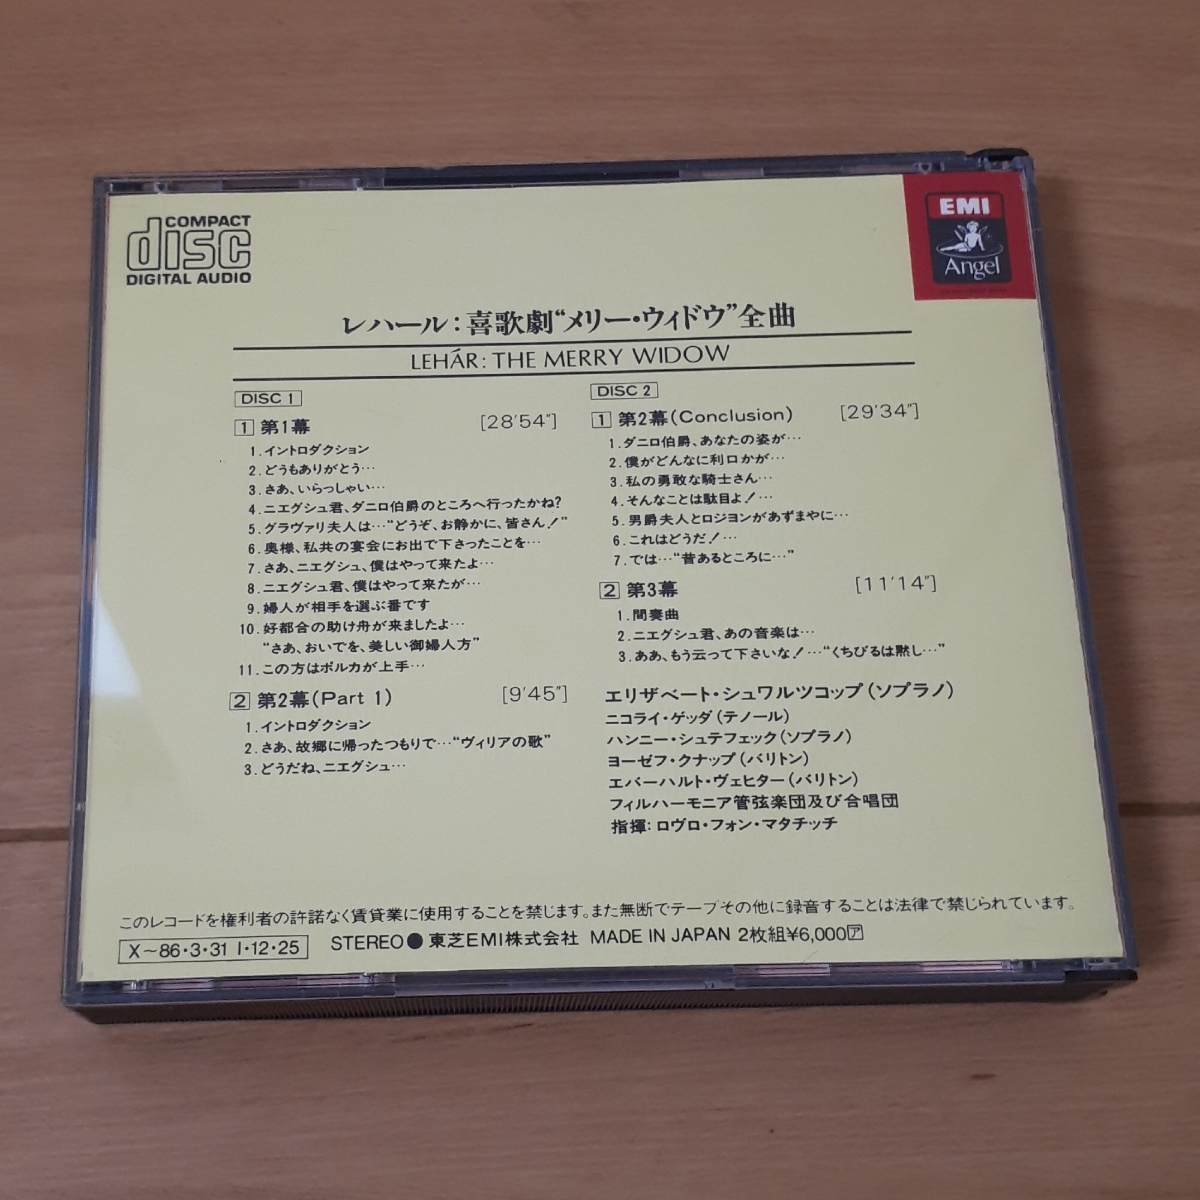 COMPACT
disc
DIGITAL AUDIO
EMI
Angel
レハール：喜歌劇“メリー・ウィドウ”全曲
LEHÁR: THE MERRY WIDOW
DISC 1
1 第1幕 [28′54″]
1.イントロダクション
2.どうもありがとう…
3.さあ、いらっしゃい…
4.ニエグシュ君、ダニロ伯爵のところへ行ったかね？
5.グラヴァリ夫人は…“どうぞ、お静かに、皆さん！”
6.奥様、私共の宴会にお出で下さったことを…
7.さあ、ニエグシュ、僕はやって来たよ…
8.ニエグシュ君、僕はやって来たが…
9.婦人が相手を選ぶ番です
10.好都合の助け舟が来ましたよ…
“さあ、おいでを、美しい御婦人方”
11.この方はポルカが上手…
2 第2幕(Part 1) [9′45″]
1.イントロダクション
2.さあ、故郷に帰ったつもりで…“ヴィリアの歌”
3.どうだね、ニエグシュ…
DISC 2
1 第2幕(Conclusion) [29′34″]
1.ダニロ伯爵、あなたの姿が…
2.僕がどんなに利口かが…
3.私の勇敢な騎士さん…
4.そんなことは駄目よ！…
5.男爵夫人とロジヨンがあずまやに…
6.これはどうだ！…
7.では…“昔あるところに…”
2 第3幕 [11′14″]
1.間奏曲
2.ニエグシュ君、あの音楽は…
3.ああ、もう云って下さいな！…“くちびるは黙し…”
エリザベート・シュワルツコップ(ソプラノ)
ニコライ・ゲッダ(テノール)
ハンニー・シュテフェック(ソプラノ)
ヨーゼフ・クナップ(バリトン)
エバーハルト・ヴェヒター(バリトン)
フィルハーモニア管弦楽団及び合唱団
指揮：ロヴロ・フォン・マタチッチ
このレコードを権利者の許諾なく賃貸業に使用することを禁じます。また無断でテープその他に録音することは法律で禁じられています。
X〜86・3・31 I・12・25 STEREO●東芝EMI株式会社 MADE IN JAPAN 2枚組¥6,000ア